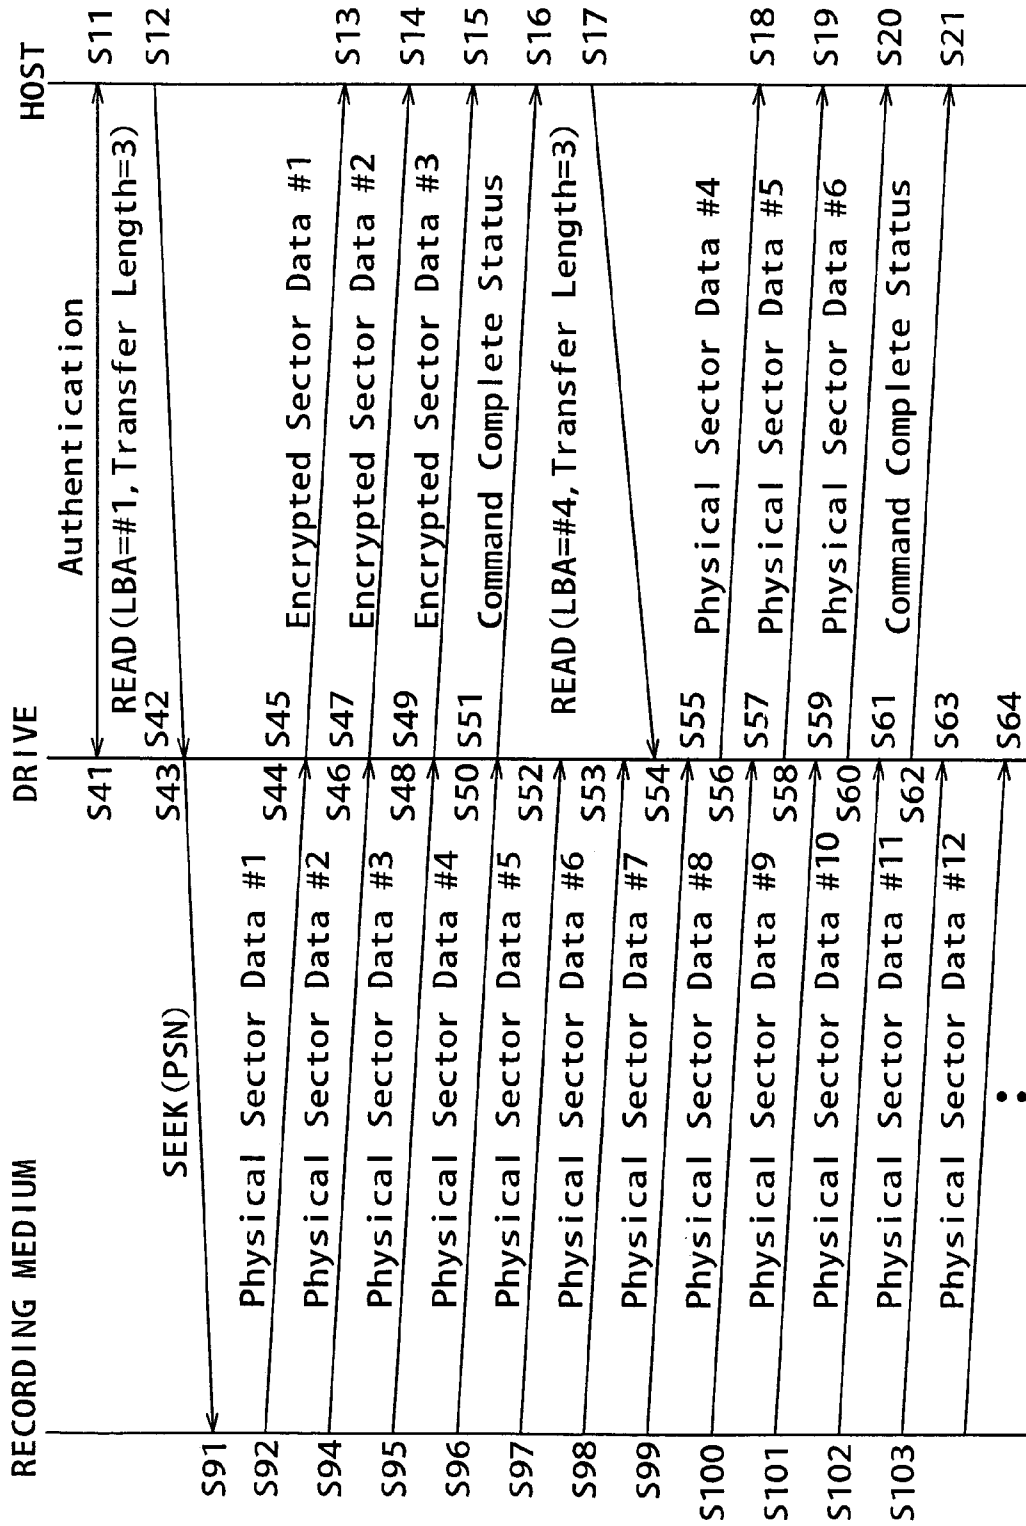 RECORDING MEDIUM
DRIVE
HOST
S41
Authentication
S11
READ(LBA=#1,Transfer Length=3)
S12
S42
S43
SEEK(PSN)
S91
S92
Physical Sector Data #1
S44
S45
Encrypted Sector Data #1
S13
S94
Physical Sector Data #2
S46
S47
Encrypted Sector Data #2
S14
S95
Physical Sector Data #3
S48
S49
Encrypted Sector Data #3
S15
S96
Physical Sector Data #4
S50
S51
Command Complete Status
S16
S97
Physical Sector Data #5
S52
READ(LBA=#4,Transfer Length=3)
S17
S98
Physical Sector Data #6
S53
S54
S99
Physical Sector Data #7
S55
Physical Sector Data #4
S18
S100
Physical Sector Data #8
S56
S57
Physical Sector Data #5
S19
S101
Physical Sector Data #9
S58
S59
Physical Sector Data #6
S20
S102
Physical Sector Data #10
S60
S61
Command Complete Status
S21
S103
Physical Sector Data #11
S62
S63
Physical Sector Data #12
S64